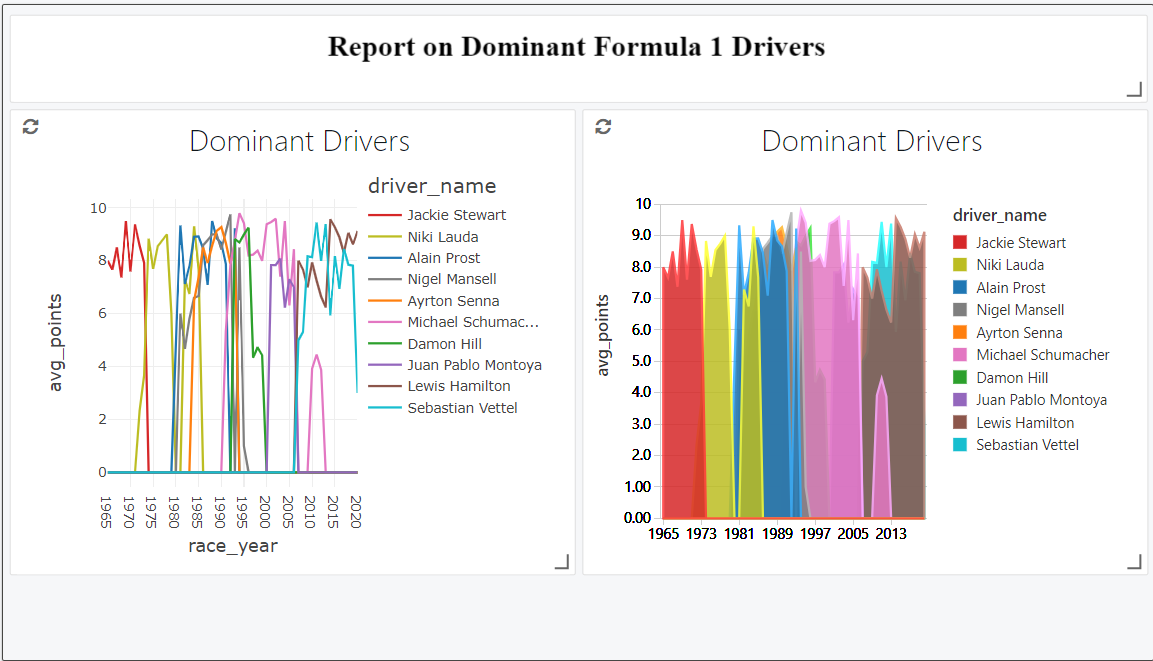 Report on Dominant Formula 1 Drivers
Dominant Drivers
driver_name
Jackie Stewart
Niki Lauda
Alain Prost
Nigel Mansell
Ayrton Senna
Michael Schumac...
Damon Hill
Juan Pablo Montoya
Lewis Hamilton
Sebastian Vettel
avg_points
10
8
6
4
2
0
1965 1970 1975 1980 1985 1990 1995 2000 2005 2010 2015 2020
race_year
Dominant Drivers
driver_name
Jackie Stewart
Niki Lauda
Alain Prost
Nigel Mansell
Ayrton Senna
Michael Schumacher
Damon Hill
Juan Pablo Montoya
Lewis Hamilton
Sebastian Vettel
avg_points
10
9.0
8.0
7.0
6.0
5.0
4.0
3.0
2.0
1.00
0.00
1965 1973 1981 1989 1997 2005 2013